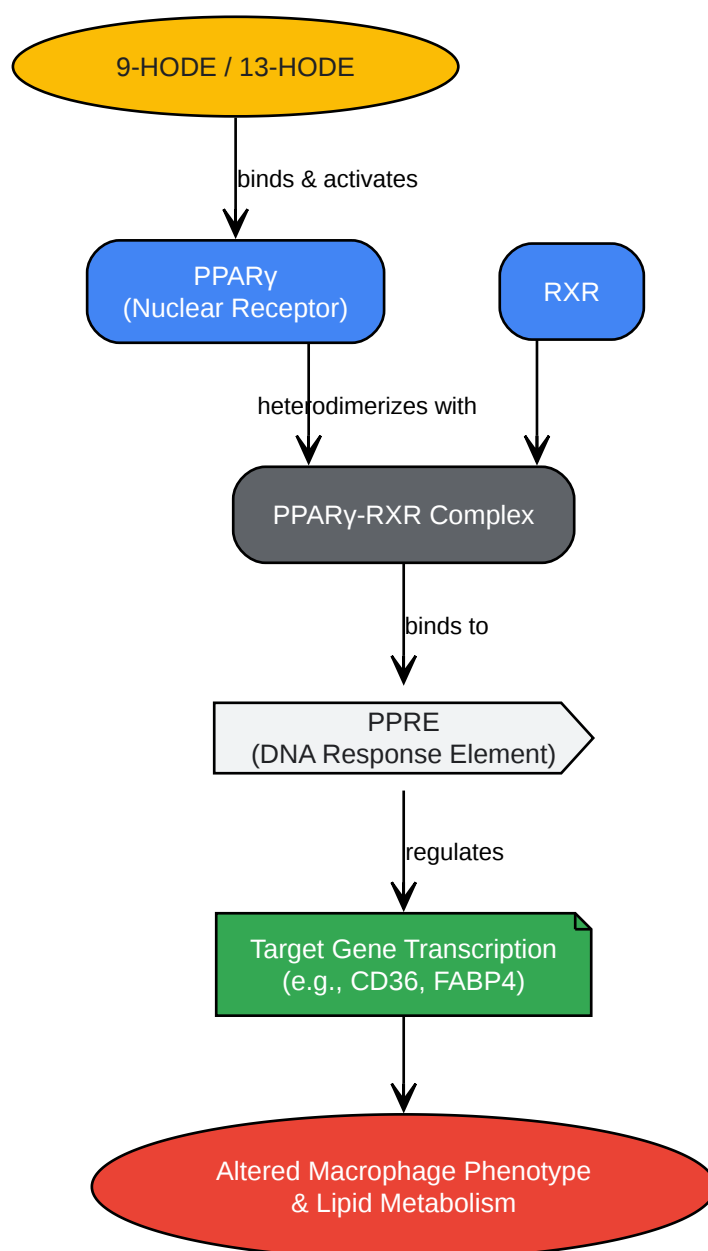 9-HODE / 13-HODE
binds & activates
PPARγ
(Nuclear Receptor)
RXR
heterodimerizes with
PPARγ-RXR Complex
binds to
PPRE
(DNA Response Element)
regulates
Target Gene Transcription
(e.g., CD36, FABP4)
Altered Macrophage Phenotype
& Lipid Metabolism